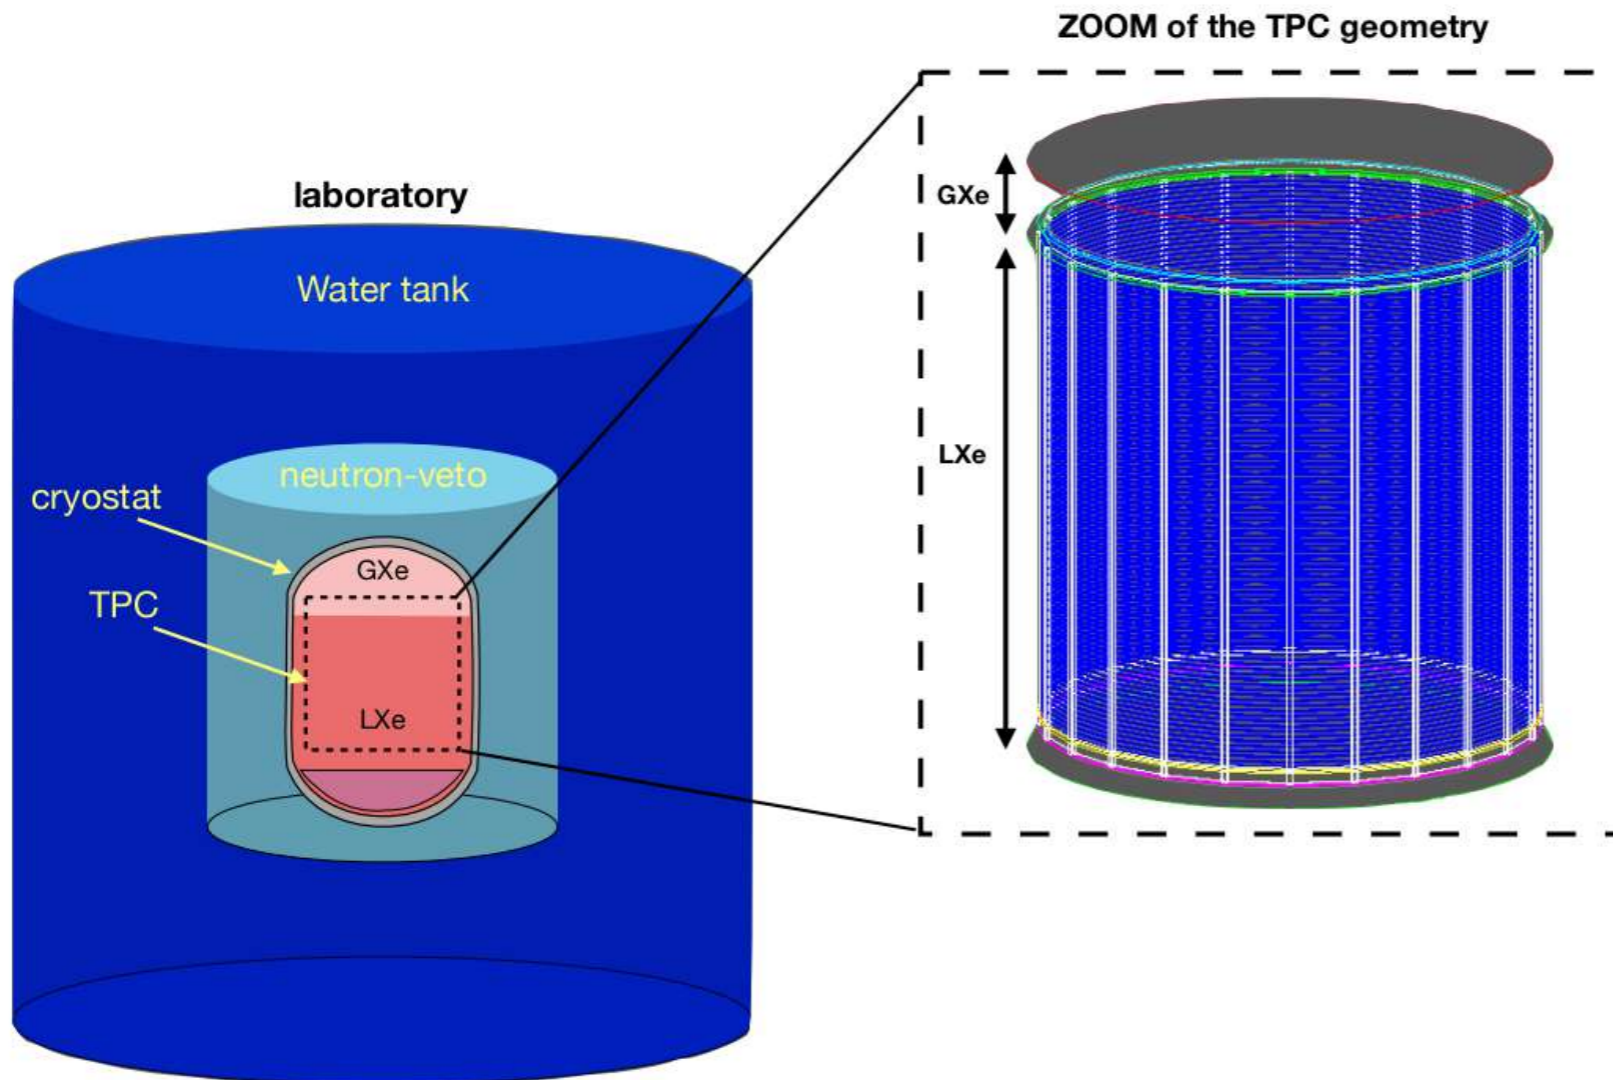 ZOOM of the TPC geometry
laboratory
Water tank
neutron-veto
cryostat
TPC
GXe
LXe
GXe
LXe